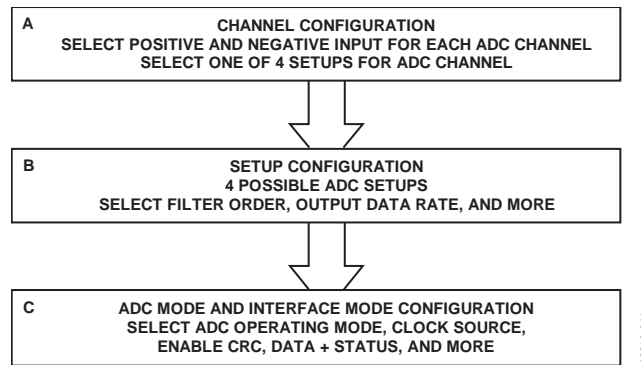 A
CHANNEL CONFIGURATION
SELECT POSITIVE AND NEGATIVE INPUT FOR EACH ADC CHANNEL
SELECT ONE OF 4 SETUPS FOR ADC CHANNEL
B
SETUP CONFIGURATION
4 POSSIBLE ADC SETUPS
SELECT FILTER ORDER, OUTPUT DATA RATE, AND MORE
C
ADC MODE AND INTERFACE MODE CONFIGURATION
SELECT ADC OPERATING MODE, CLOCK SOURCE,
ENABLE CRC, DATA + STATUS, AND MORE